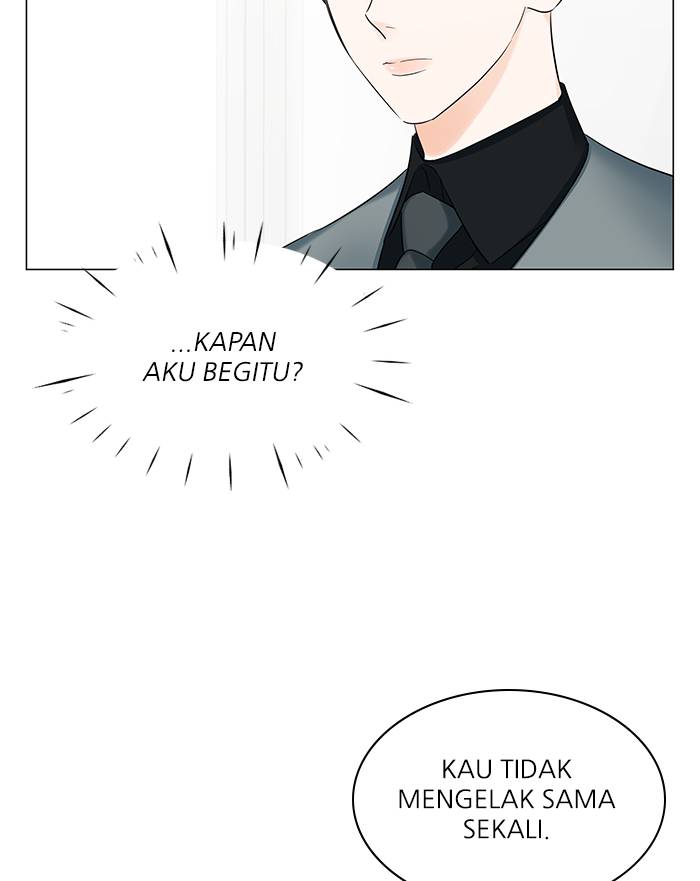 ...KAPAN
AKU BEGITU?
KAU TIDAK
MENGELAK SAMA
SEKALI.